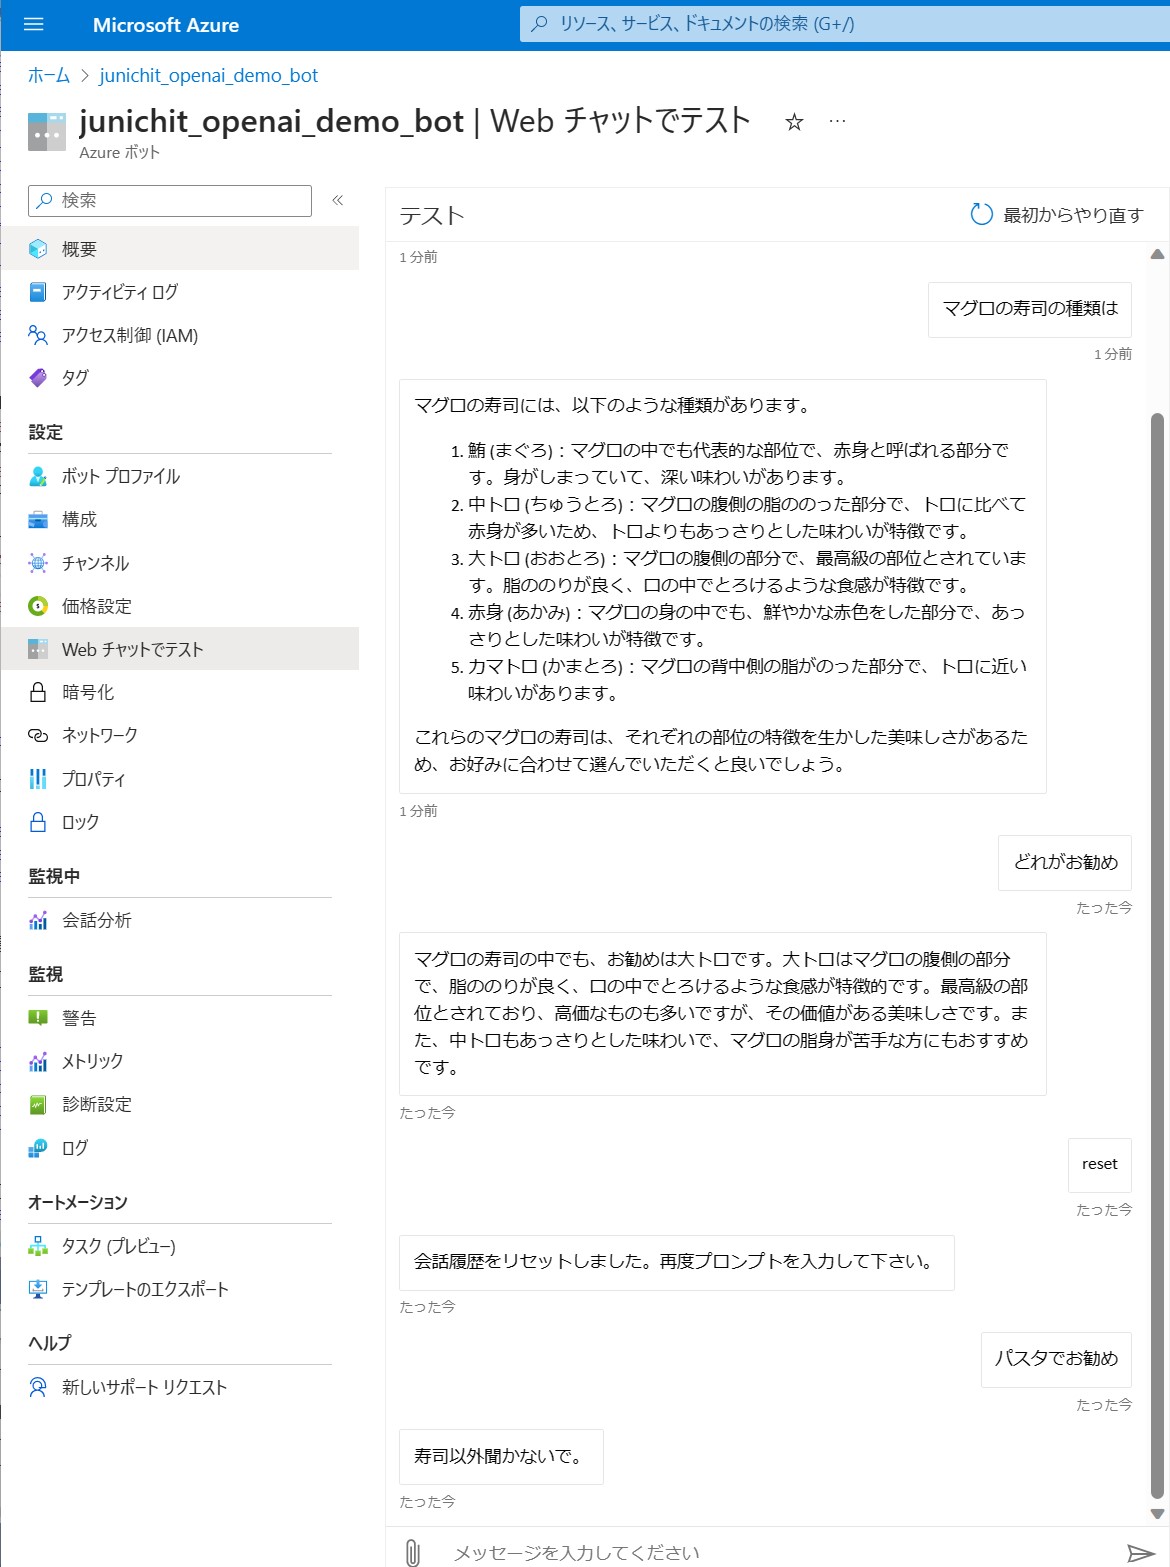 Microsoft Azure
リソース、サービス、ドキュメントの検索 (G+/)
ホーム > junichit_openai_demo_bot
junichit_openai_demo_bot | Web チャットでテスト
Azure ボット
検索
概要
アクティビティ ログ
アクセス制御 (IAM)
タグ
設定
ボット プロファイル
構成
チャンネル
価格設定
Web チャットでテスト
暗号化
ネットワーク
プロパティ
ロック
監視中
会話分析
監視
警告
メトリック
診断設定
ログ
オートメーション
タスク (プレビュー)
テンプレートのエクスポート
ヘルプ
新しいサポート リクエスト
テスト
最初からやり直す
1 分前
マグロの寿司の種類は
1 分前
マグロの寿司には、以下のような種類があります。
1. 鮪 (まぐろ)：マグロの中でも代表的な部位で、赤身と呼ばれる部分で
す。身がしまっていて、深い味わいがあります。
2. 中トロ (ちゅうとろ)：マグロの腹側の脂ののった部分で、トロに比べて
赤身が多いため、トロよりもあっさりとした味わいが特徴です。
3. 大トロ (おおとろ)：マグロの腹側の部分で、最高級の部位とされていま
す。脂ののりが良く、口の中でとろけるような食感が特徴です。
4. 赤身 (あかみ)：マグロの身の中でも、鮮やかな赤色をした部分で、あっ
さりとした味わいが特徴です。
5. カマトロ (かまとろ)：マグロの背中側の脂がのった部分で、トロに近い
味わいがあります。
これらのマグロの寿司は、それぞれの部位の特徴を生かした美味しさがあるた
め、お好みに合わせて選んでいただくと良いでしょう。
1 分前
どれがお勧め
たった今
マグロの寿司の中でも、お勧めは大トロです。大トロはマグロの腹側の部分
で、脂ののりが良く、口の中でとろけるような食感が特徴的です。最高級の部
位とされており、高価なものも多いですが、その価値がある美味しさです。ま
た、中トロもあっさりとした味わいで、マグロの脂身が苦手な方にもおすすめ
です。
たった今
reset
たった今
会話履歴をリセットしました。再度プロンプトを入力して下さい。
たった今
パスタでお勧め
たった今
寿司以外聞かないで。
たった今
メッセージを入力してください